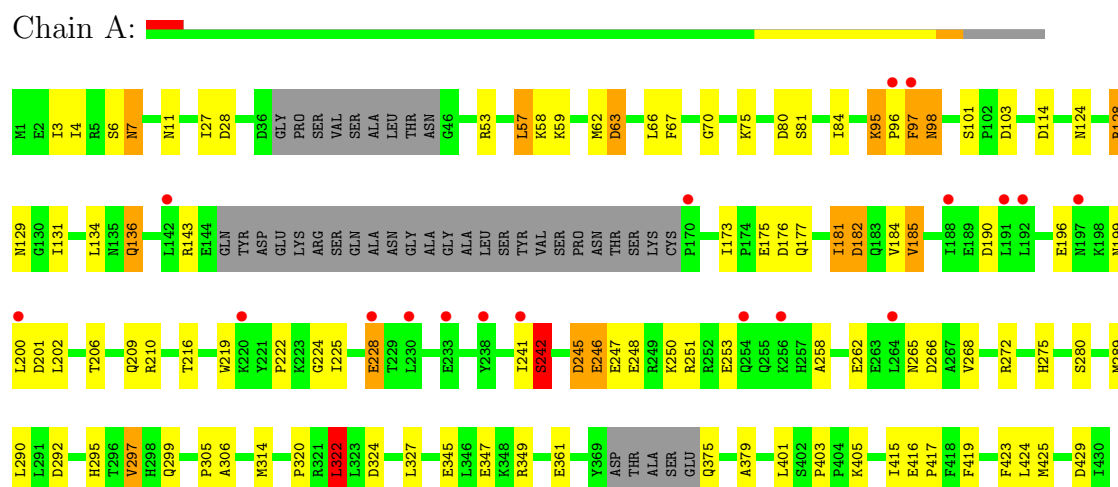 Chain A:
M1 E2 I3 I4 R5 S6 N7 N11 I27 D28 D36 GLY PRO SER VAL SER ALA LEU THR ASN G46 R53 L57 K58 K59 M62 D63 L66 F67 G70 K75 D80 S81 I84 K95 P96 F97 N98 S101 P102 D103 D114 N124
N129 G130 I131 L134 N135 Q136 L142 R143 E144 GLN TYR ASP GLU LYS ARG SER GLN ALA ALA ASN GLY ALA GLY ALA LEU SER TYR VAL SER PRO ASN THR SER LYS CYS P170 I173 P174 E175 D176 Q177 I181 D182 Q183 V184 V185 I188 E189 D190 L191 L192 E196 N197 K198 N199
L200 D201 L202 T206 Q209 R210 T216 W219 K220 Y221 P222 K223 G224 I225 E228 T229 L230 E233 Y238 I241 S242 D245 E246 E247 E248 R249 K250 R251 R252 E253 Q254 Q255 K256 H257 A258 E262 E263 L264 N265 D266 A267 V268 R272 H275 S280 M289
L290 L291 D292 H295 T296 V297 H298 Q299 P305 A306 M314 P320 R321 L322 L323 D324 L327 E345 L346 E347 K348 R349 E361 Y369 ASP THR ALA SER GLU Q375 A379 L401 S402 P403 P404 K405 I415 E416 P417 F418 F419 F423 L424 M425 D429 I430